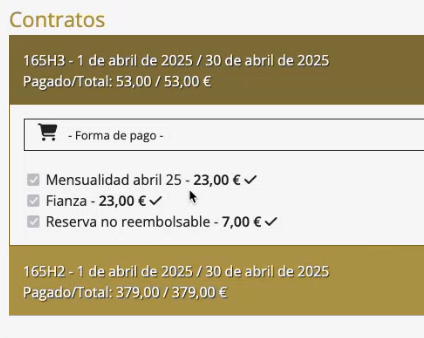 Contratos
165H3 - 1 de abril de 2025 / 30 de abril de 2025
Pagado/Total: 53,00 / 53,00 €
- Forma de pago -
Mensualidad abril 25 - 23,00 €
Fianza - 23,00 €
Reserva no reembolsable - 7,00 €
165H2 - 1 de abril de 2025 / 30 de abril de 2025
Pagado/Total: 379,00 / 379,00 €